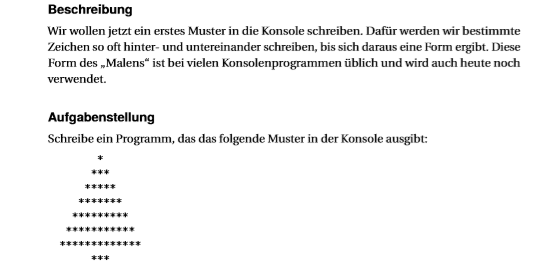 Beschreibung
Wir wollen jetzt ein erstes Muster in die Konsole schreiben. Dafür werden wir bestimmte
Zeichen so oft hinter- und untereinander schreiben, bis sich daraus eine Form ergibt. Diese
Form des „Malens“ ist bei vielen Konsolenprogrammen üblich und wird auch heute noch
verwendet.
Aufgabenstellung
Schreibe ein Programm, das das folgende Muster in der Konsole ausgibt:
      *
     ***
    *****
   *******
  *********
 ***********
*************
     ***